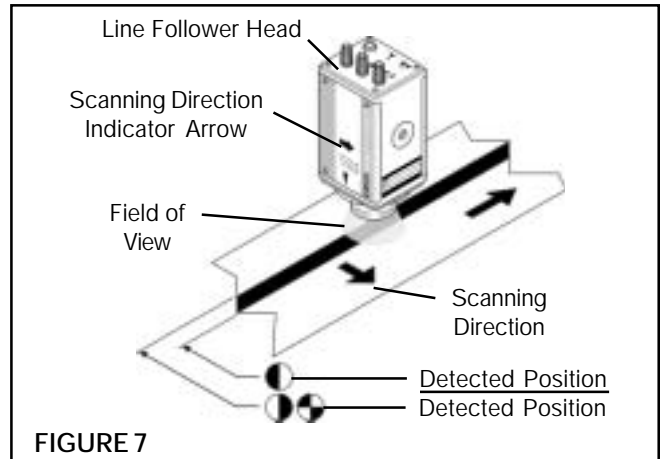 Line Follower Head
Scanning Direction
Indicator Arrow
Field of
View
Scanning
Direction
Detected Position
Detected Position
FIGURE 7